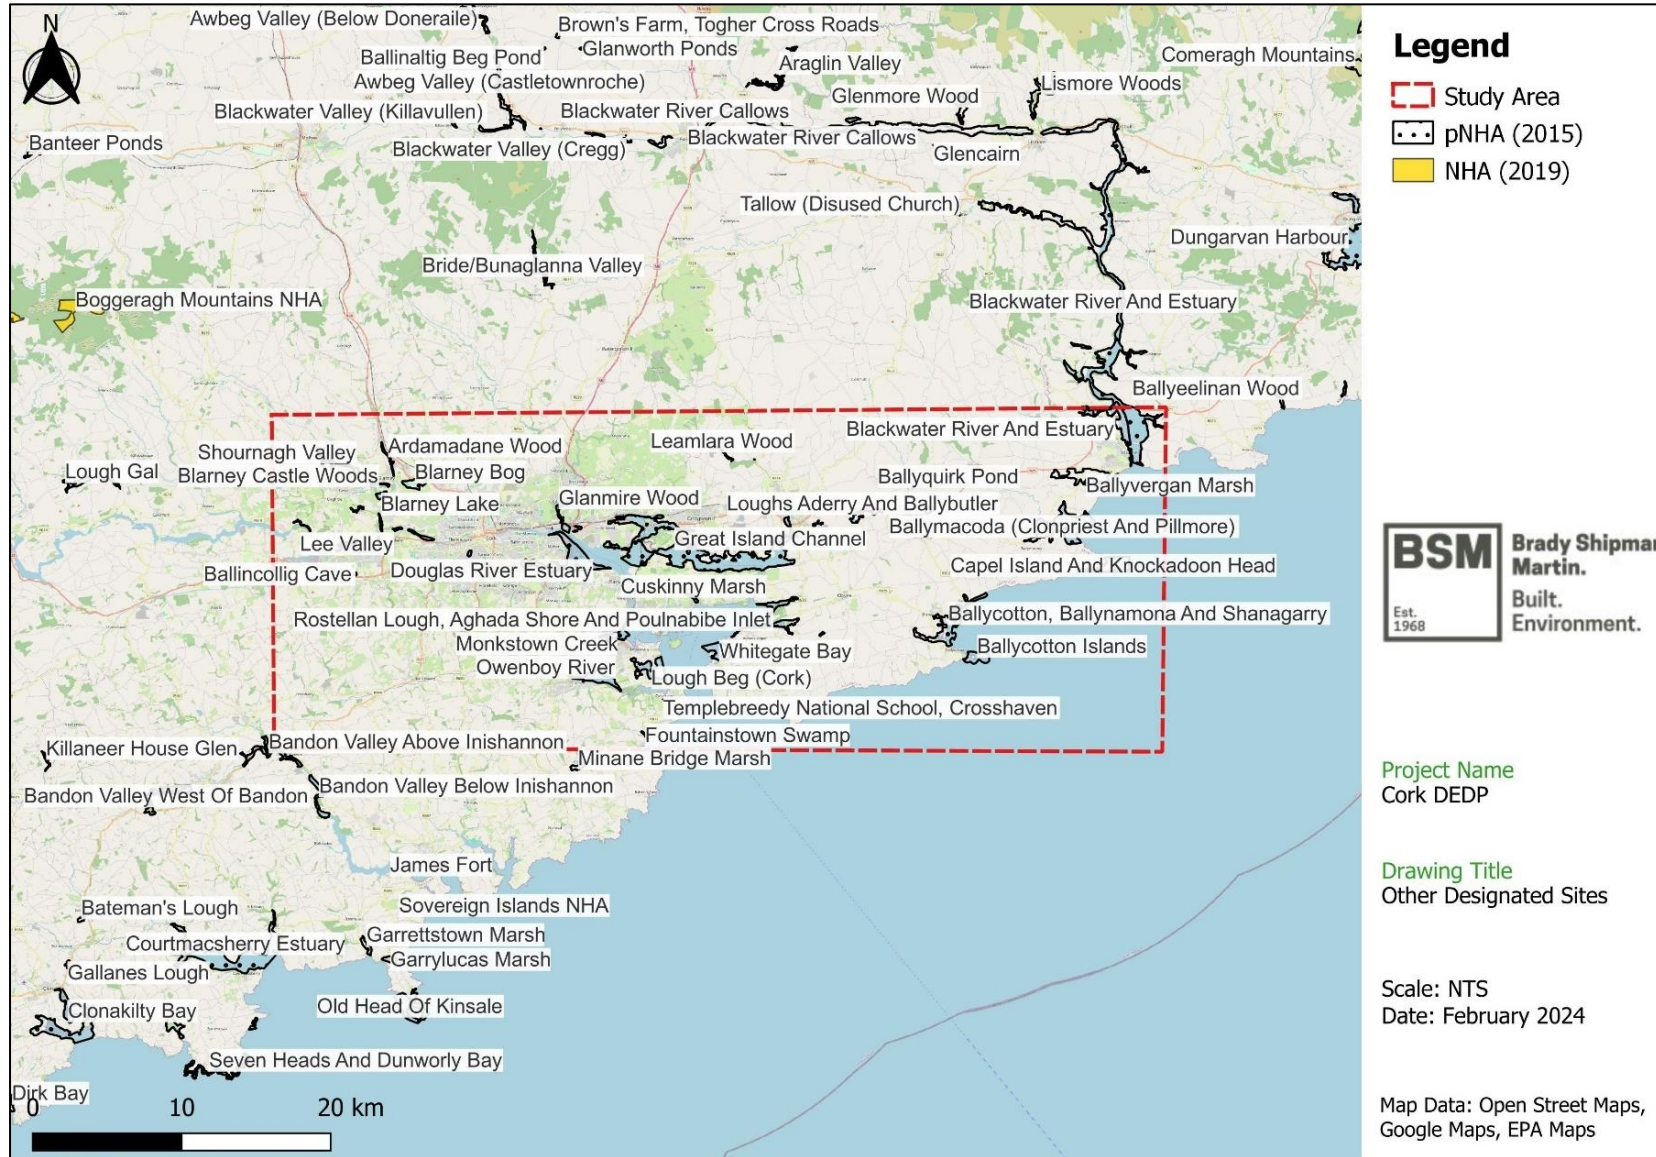 Awbeg Valley (Below Doneraile)
Brown's Farm, Togher Cross Roads
N
Ballinaltig Beg Pond
Glanworth Ponds
Araglin Valley
Comeragh Mountains
Awbeg Valley (Castletownroche)
Lismore Woods
Blackwater Valley (Killavullen)
Blackwater River Callows
Glenmore Wood
Banteer Ponds
Blackwater Valley (Cregg)
Blackwater River Callows
Glencairn
Tallow (Disused Church)
Dungarvan Harbour
Bride/Bunaglanna Valley
Boggeragh Mountains NHA
Blackwater River And Estuary
Ballyeelinan Wood
Blackwater River And Estuary
Shournagh Valley
Ardamadane Wood
Leamlara Wood
Lough Gal
Blarney Castle Woods
Blarney Bog
Ballyquirk Pond
Ballyvergan Marsh
Blarney Lake
Glanmire Wood
Loughs Aderry And Ballybutler
Ballymacoda (Clonpriest And Pillmore)
Lee Valley
Great Island Channel
Ballincollig Cave
Douglas River Estuary
Capel Island And Knockadoon Head
Cuskinny Marsh
Rostellan Lough, Aghada Shore And Poulnabibe Inlet
Ballycotton, Ballynamona And Shanagarry
Monkstown Creek
Whitegate Bay
Ballycotton Islands
Owenboy River
Lough Beg (Cork)
Templebreedy National School, Crosshaven
Killaneer House Glen
Bandon Valley Above Inishannon
Fountainstown Swamp
Minane Bridge Marsh
Bandon Valley West Of Bandon
Bandon Valley Below Inishannon
James Fort
Bateman's Lough
Sovereign Islands NHA
Courtmacsherry Estuary
Garrettstown Marsh
Gallanes Lough
Garrylucas Marsh
Clonakilty Bay
Old Head Of Kinsale
Seven Heads And Dunworly Bay
Dirk Bay
0 10 20 km
Legend
Study Area
pNHA (2015)
NHA (2019)
BSM
Est.
1968
Brady Shipman
Martin.
Built.
Environment.
Project Name
Cork DEDP
Drawing Title
Other Designated Sites
Scale: NTS
Date: February 2024
Map Data: Open Street Maps,
Google Maps, EPA Maps